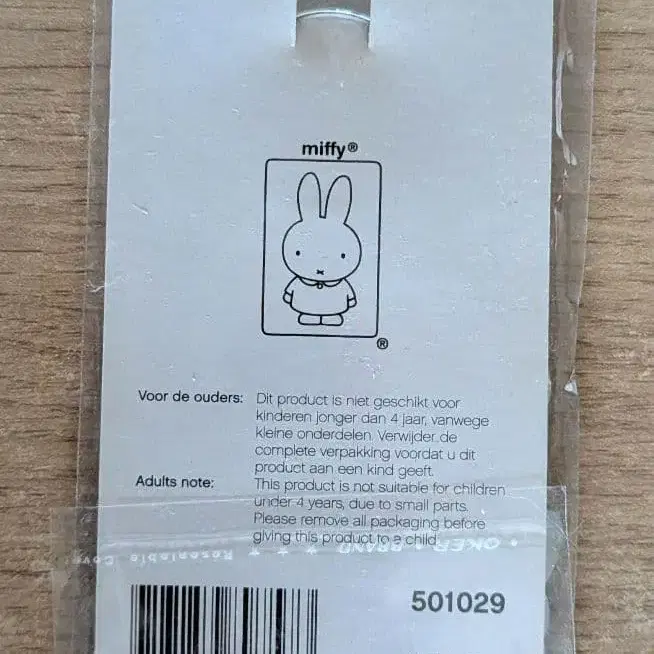 miffy®
®
Voor de ouders: Dit product is niet geschikt voor
kinderen jonger dan 4 jaar, vanwege
kleine onderdelen. Verwijder de
complete verpakking voordat u dit
product aan een kind geeft.
Adults note: This product is not suitable for children
under 4 years, due to small parts.
Please remove all packaging before
giving this product to a child.
BRAND
Resealable
501029